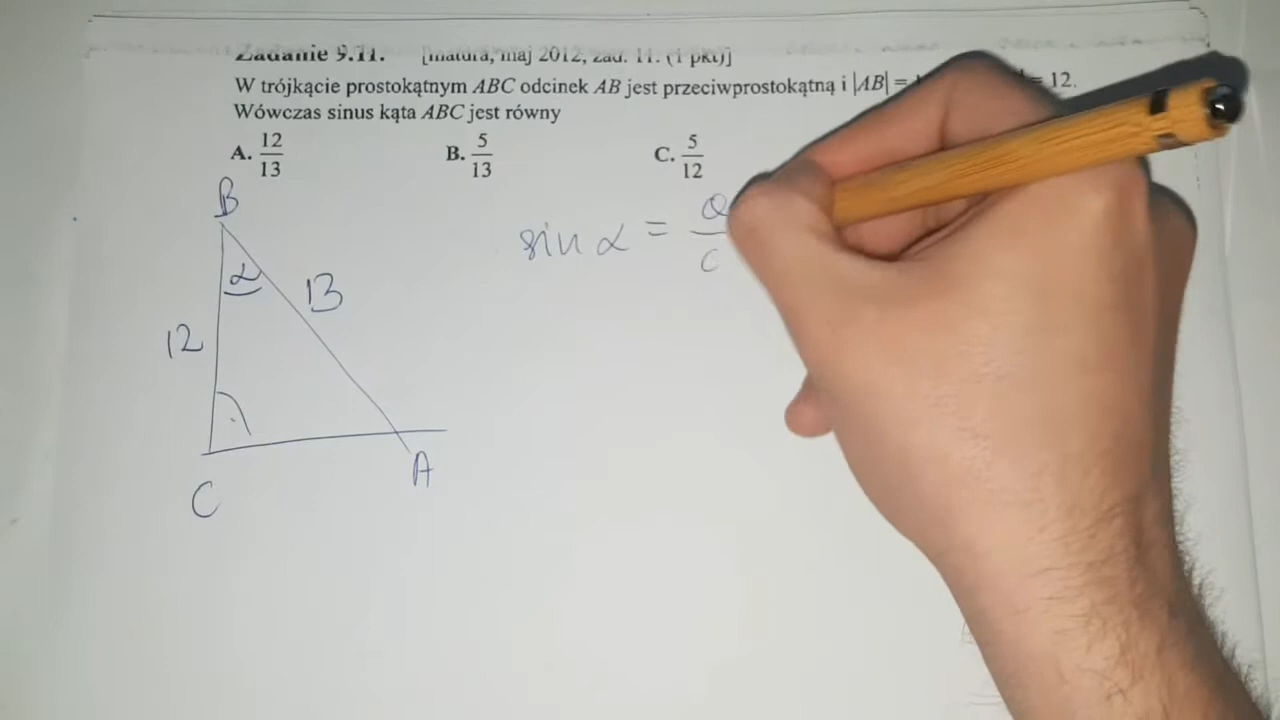 Zadanie 9.11. [matura, maj 2012, zad. 11. (1 pkt)]
W trójkącie prostokątnym ABC odcinek AB jest przeciwprostokątną i |AB| = = 12.
Wówczas sinus kąta ABC jest równy
A. 12/13 B. 5/13 C. 5/12
B
sin α = a/c
α
13
12
A
C